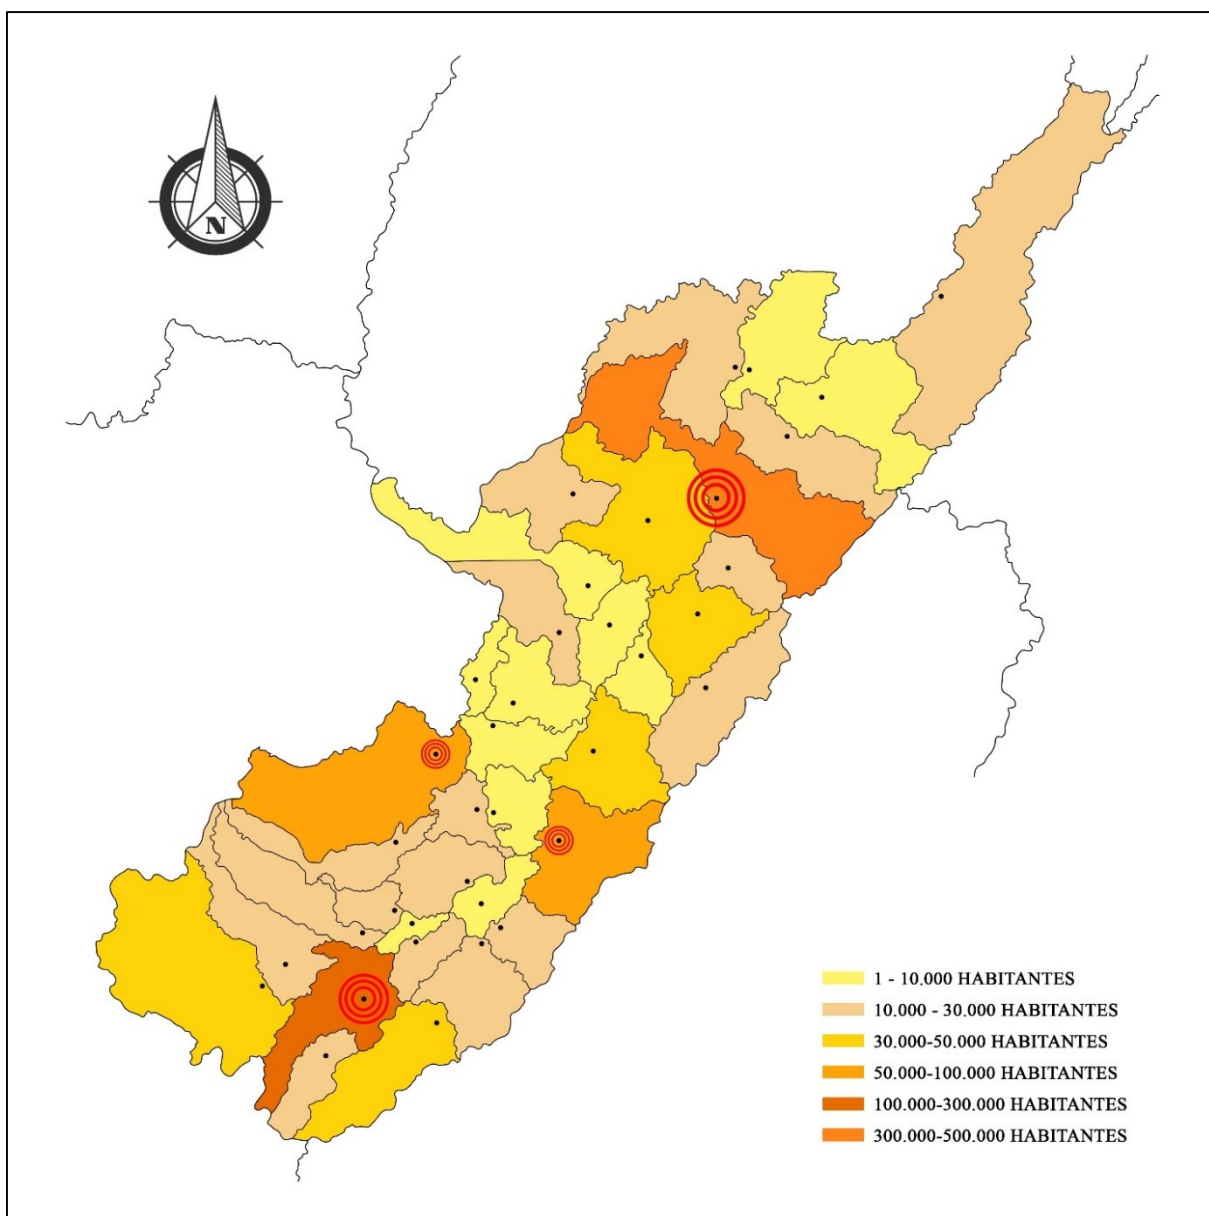 N
1 - 10.000 HABITANTES
10.000 - 30.000 HABITANTES
30.000-50.000 HABITANTES
50.000-100.000 HABITANTES
100.000-300.000 HABITANTES
300.000-500.000 HABITANTES